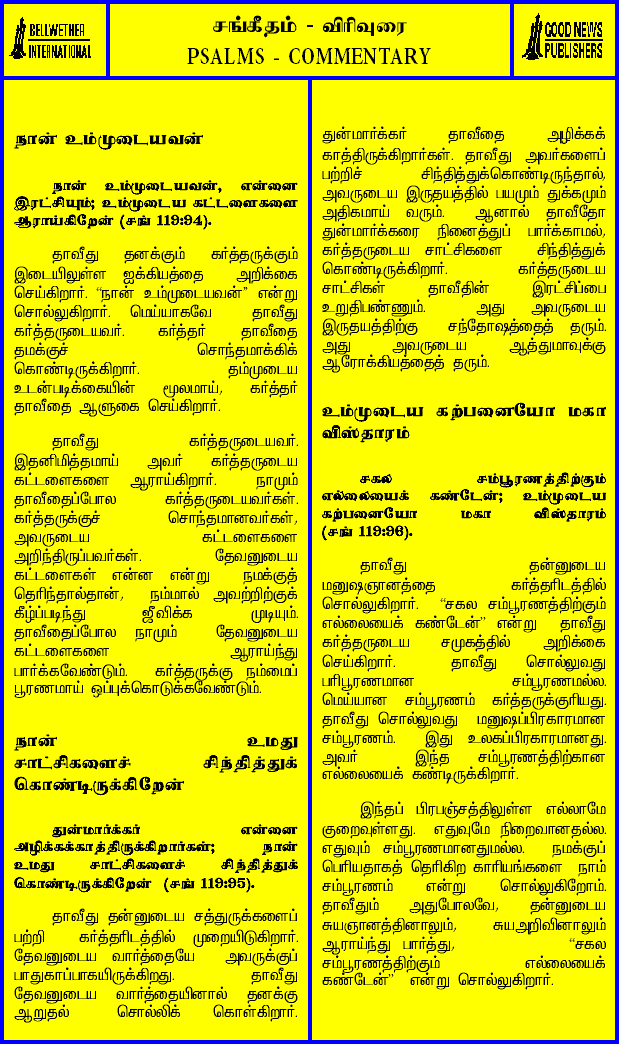 BELLWETHER
INTERNATIONAL
சங்கீதம் - விரிவுரை
PSALMS - COMMENTARY
GOOD NEWS
PUBLISHERS
நான் உம்முடையவன்
நான் உம்முடையவன், என்னை
இரட்சியும்; உம்முடைய கட்டளைகளை
ஆராய்கிறேன் (சங் 119:94).
தாவீது தனக்கும் கர்த்தருக்கும்
இடையிலுள்ள ஐக்கியத்தை அறிக்கை
செய்கிறார். “நான் உம்முடையவன்” என்று
சொல்லுகிறார். மெய்யாகவே தாவீது
கர்த்தருடையவர். கர்த்தர் தாவீதை
தமக்குச் சொந்தமாக்கிக்
கொண்டிருக்கிறார். தம்முடைய
உடன்படிக்கையின் மூலமாய், கர்த்தர்
தாவீதை ஆளுகை செய்கிறார்.
தாவீது கர்த்தருடையவர்.
இதனிமித்தமாய் அவர் கர்த்தருடைய
கட்டளைகளை ஆராய்கிறார். நாமும்
தாவீதைப்போல கர்த்தருடையவர்கள்.
கர்த்தருக்குச் சொந்தமானவர்கள்,
அவருடைய கட்டளைகளை
அறிந்திருப்பவர்கள். தேவனுடைய
கட்டளைகள் என்ன என்று நமக்குத்
தெரிந்தால்தான், நம்மால் அவற்றிற்குக்
கீழ்ப்படிந்து ஜீவிக்க முடியும்.
தாவீதைப்போல நாமும் தேவனுடைய
கட்டளைகளை ஆராய்ந்து
பார்க்கவேண்டும். கர்த்தருக்கு நம்மைப்
பூரணமாய் ஒப்புக்கொடுக்கவேண்டும்.
நான் உமது
சாட்சிகளைச் சிந்தித்துக்
கொண்டிருக்கிறேன்
துன்மார்க்கர் என்னை
அழிக்கக்காத்திருக்கிறார்கள்; நான்
உமது சாட்சிகளைச் சிந்தித்துக்
கொண்டிருக்கிறேன் (சங் 119:95).
தாவீது தன்னுடைய சத்துருக்களைப்
பற்றி கர்த்தரிடத்தில் முறையிடுகிறார்.
தேவனுடைய வார்த்தையே அவருக்குப்
பாதுகாப்பாகயிருக்கிறது. தாவீது
தேவனுடைய வார்த்தையினால் தனக்கு
ஆறுதல் சொல்லிக் கொள்கிறார்.
துன்மார்க்கர் தாவீதை அழிக்கக்
காத்திருக்கிறார்கள். தாவீது அவர்களைப்
பற்றிச் சிந்தித்துக்கொண்டிருந்தால்,
அவருடைய இருதயத்தில் பயமும் துக்கமும்
அதிகமாய் வரும். ஆனால் தாவீதோ
துன்மார்க்கரை நினைத்துப் பார்க்காமல்,
கர்த்தருடைய சாட்சிகளை சிந்தித்துக்
கொண்டிருக்கிறார். கர்த்தருடைய
சாட்சிகள் தாவீதின் இரட்சிப்பை
உறுதிபண்ணும். அது அவருடைய
இருதயத்திற்கு சந்தோஷத்தைத் தரும்.
அது அவருடைய ஆத்துமாவுக்கு
ஆரோக்கியத்தைத் தரும்.
உம்முடைய கற்பனையோ மகா
விஸ்தாரம்
சகல சம்பூரணத்திற்கும்
எல்லையைக் கண்டேன்; உம்முடைய
கற்பனையோ மகா விஸ்தாரம்
(சங் 119:96).
தாவீது தன்னுடைய
மனுஷஞானத்தை கர்த்தரிடத்தில்
சொல்லுகிறார். “சகல சம்பூரணத்திற்கும்
எல்லையைக் கண்டேன்” என்று தாவீது
கர்த்தருடைய சமுகத்தில் அறிக்கை
செய்கிறார். தாவீது சொல்லுவது
பரிபூரணமான சம்பூரணமல்ல.
மெய்யான சம்பூரணம் கர்த்தருக்குரியது.
தாவீது சொல்லுவது மனுஷப்பிரகாரமான
சம்பூரணம். இது உலகப்பிரகாரமானது.
அவர் இந்த சம்பூரணத்திற்கான
எல்லையைக் கண்டிருக்கிறார்.
இந்தப் பிரபஞ்சத்திலுள்ள எல்லாமே
குறைவுள்ளது. எதுவுமே நிறைவானதல்ல.
எதுவும் சம்பூரணமானதுமல்ல. நமக்குப்
பெரியதாகத் தெரிகிற காரியங்களை நாம்
சம்பூரணம் என்று சொல்லுகிறோம்.
தாவீதும் அதுபோலவே, தன்னுடைய
சுயஞானத்தினாலும், சுயஅறிவினாலும்
ஆராய்ந்து பார்த்து, “சகல
சம்பூரணத்திற்கும் எல்லையைக்
கண்டேன்” என்று சொல்லுகிறார்.